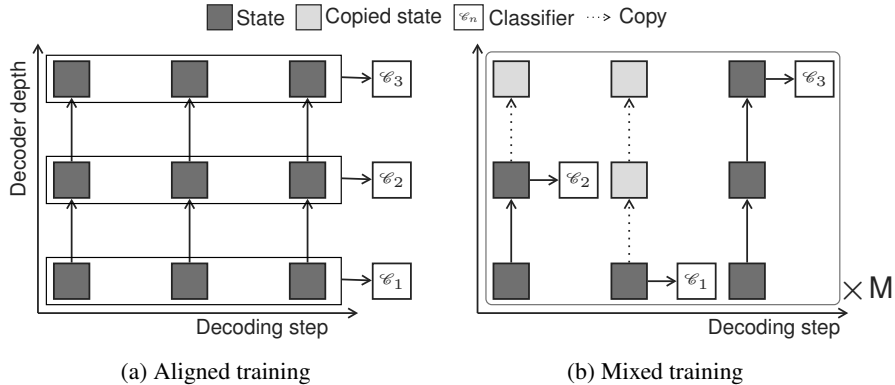 State Copied state 𝒞n Classifier Copy
Decoder depth
𝒞3
𝒞2
𝒞1
Decoding step
(a) Aligned training
𝒞3
𝒞2
𝒞1
× M
Decoding step
(b) Mixed training